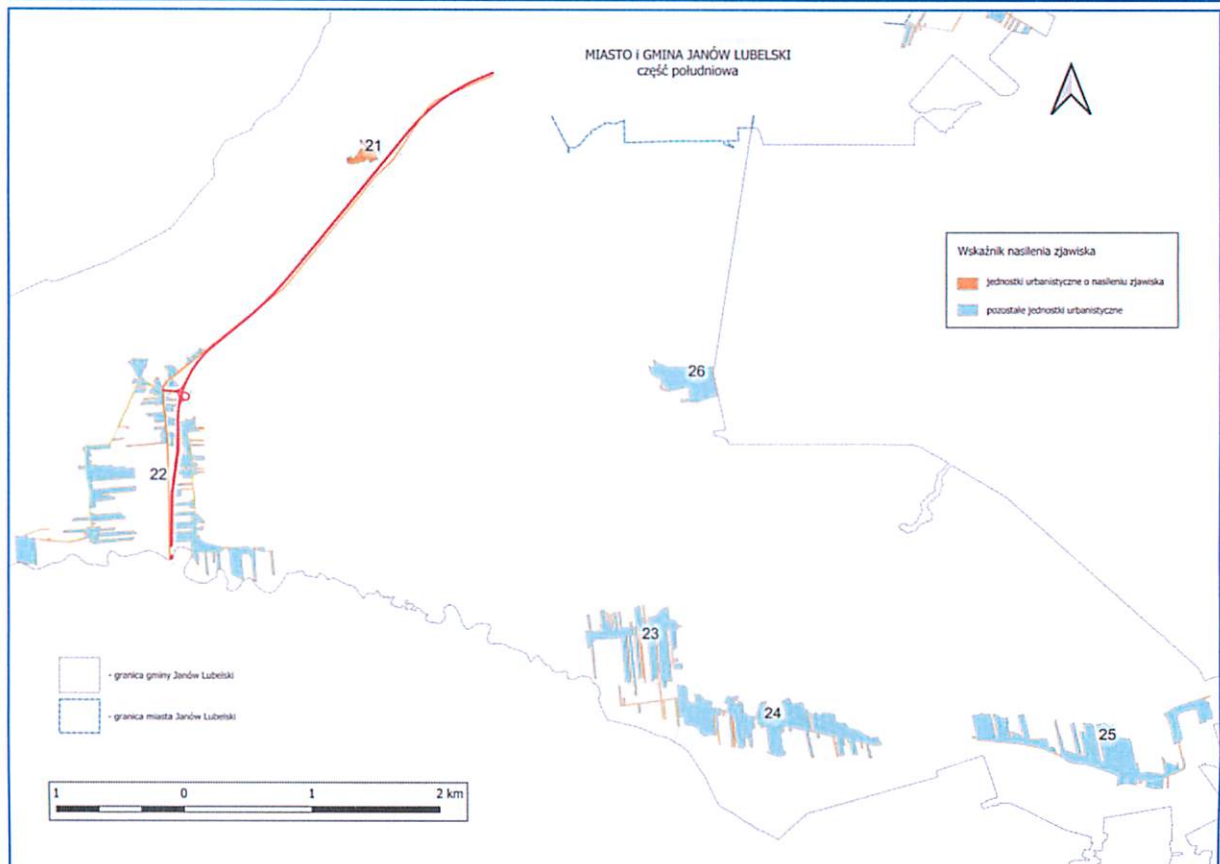 MIASTO i GMINA JANÓW LUBELSKI
część południowa
21
Wskaźnik nasilenia zjawiska
jednostki urbanistyczne o nasileniu zjawiska
pozostałe jednostki urbanistyczne
26
22
23
- granica gminy Janów Lubelski
- granica miasta Janów Lubelski
24
25
1 0 1 2 km